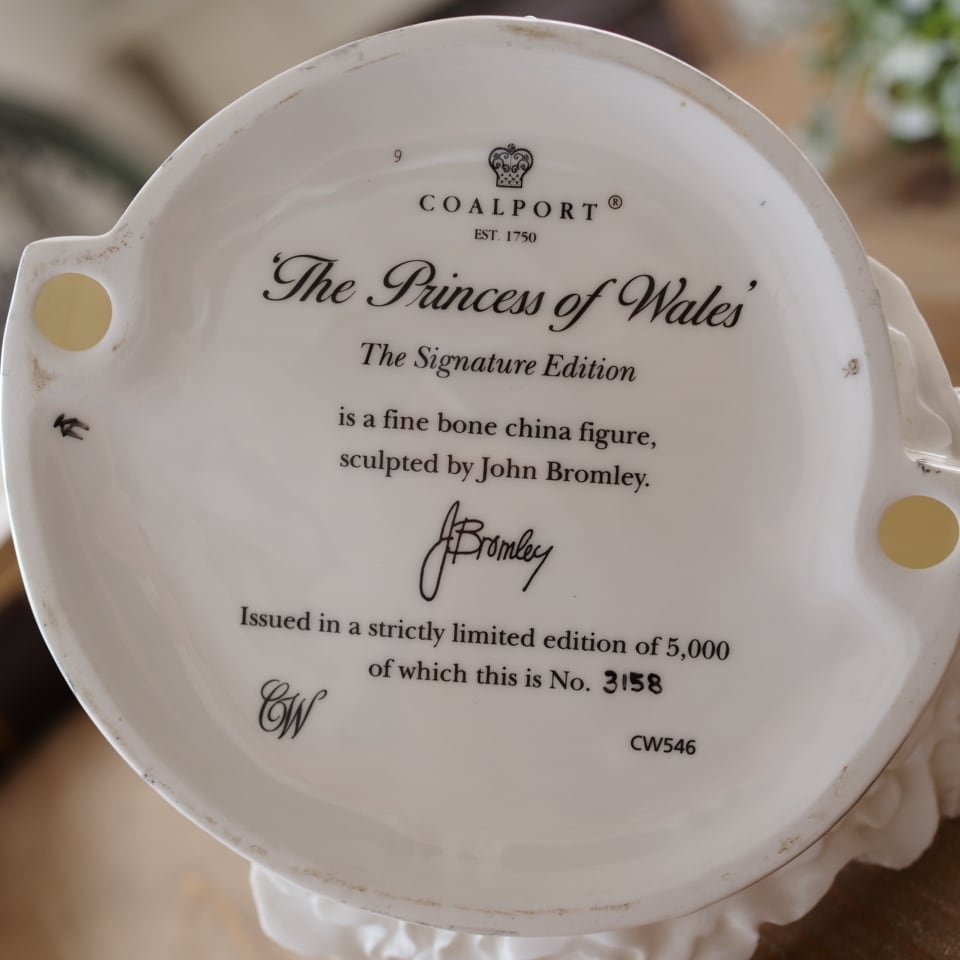 9
COALPORT ®
EST. 1750
‘The Princess of Wales’
The Signature Edition
is a fine bone china figure,
sculpted by John Bromley.
J Bromley
Issued in a strictly limited edition of 5,000
of which this is No. 3158
CW
CW546